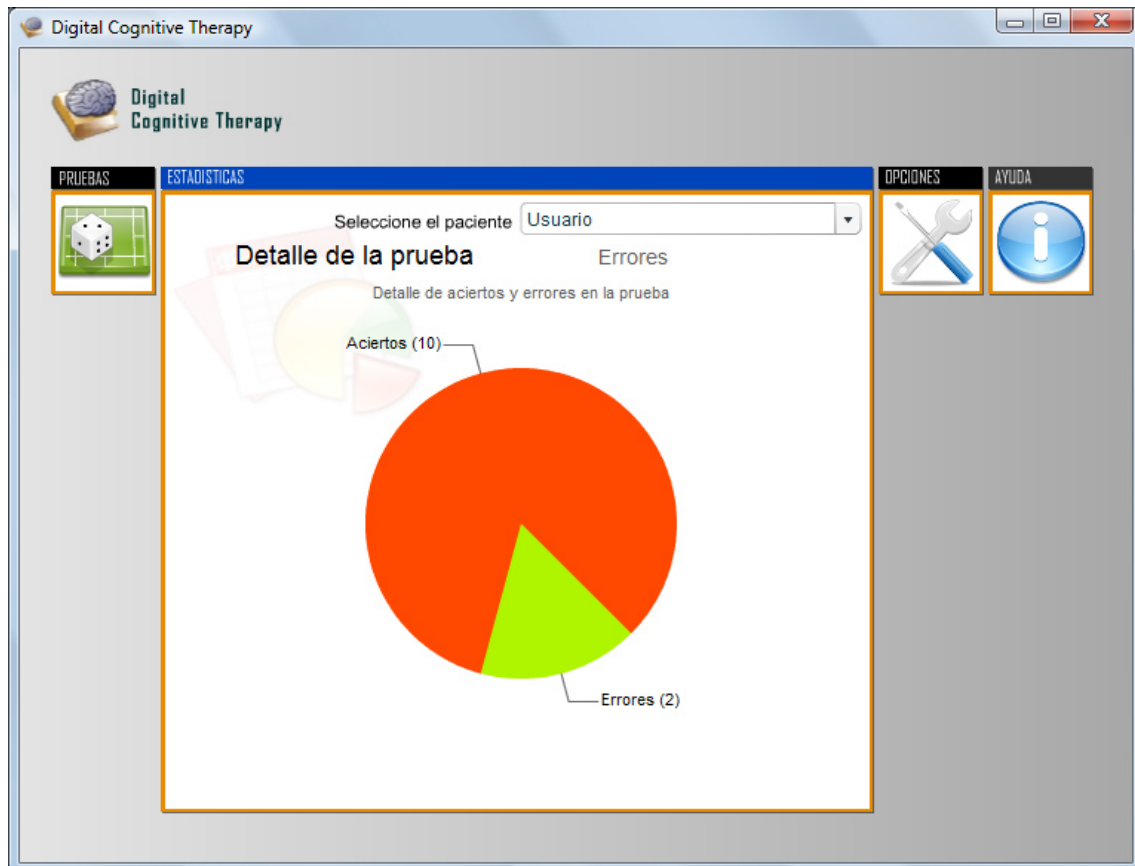 Digital Cognitive Therapy
Digital
Cognitive Therapy
PRUEBAS
ESTADISTICAS
OPCIONES
AYUDA
Seleccione el paciente Usuario
Detalle de la prueba Errores
Detalle de aciertos y errores en la prueba
Aciertos (10)
Errores (2)